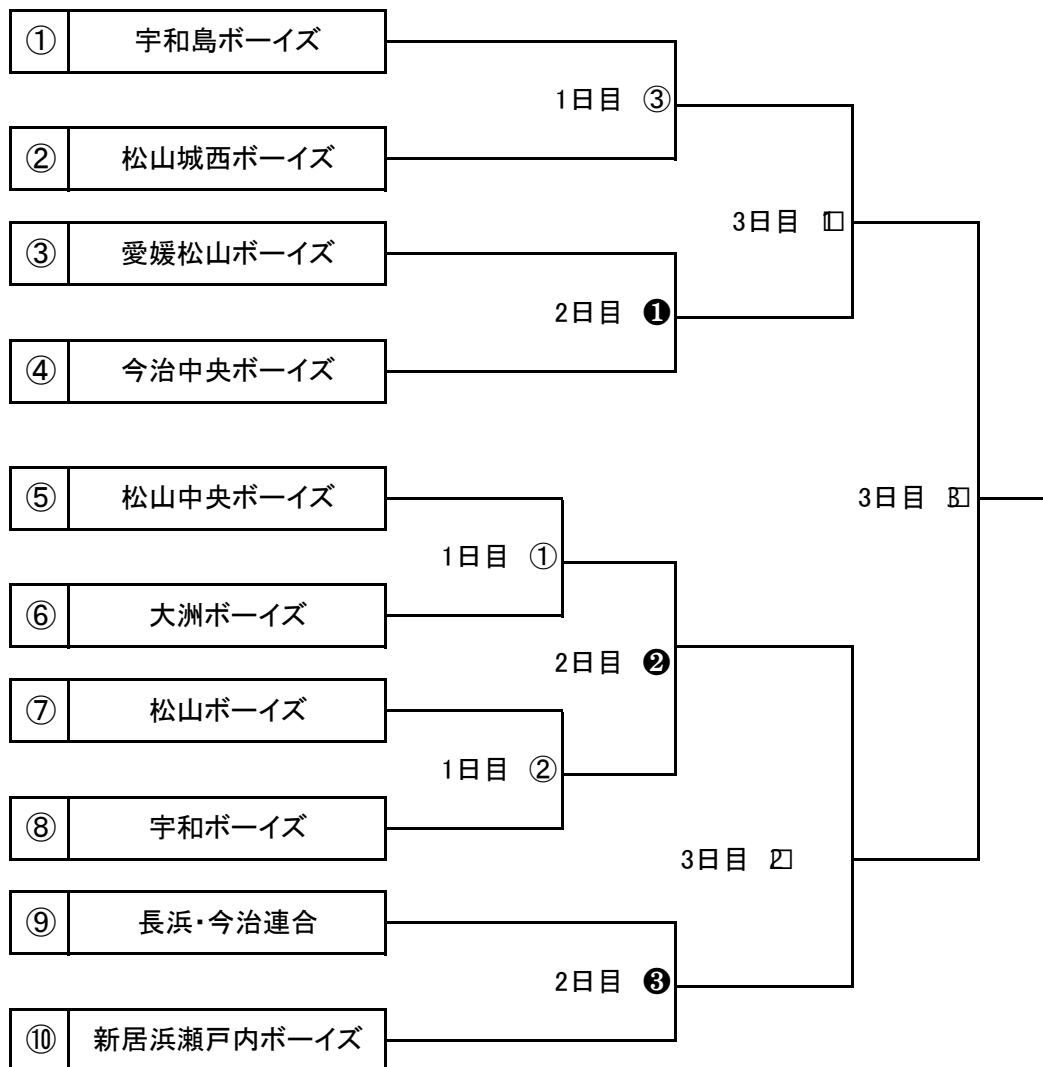 ① 宇和島ボーイズ
1日目 ③
② 松山城西ボーイズ
3日目 1
③ 愛媛松山ボーイズ
2日目 ❶
④ 今治中央ボーイズ
⑤ 松山中央ボーイズ
3日目 3
1日目 ①
⑥ 大洲ボーイズ
2日目 ❷
⑦ 松山ボーイズ
1日目 ②
⑧ 宇和ボーイズ
3日目 2
⑨ 長浜・今治連合
2日目 ❸
⑩ 新居浜瀬戸内ボーイズ